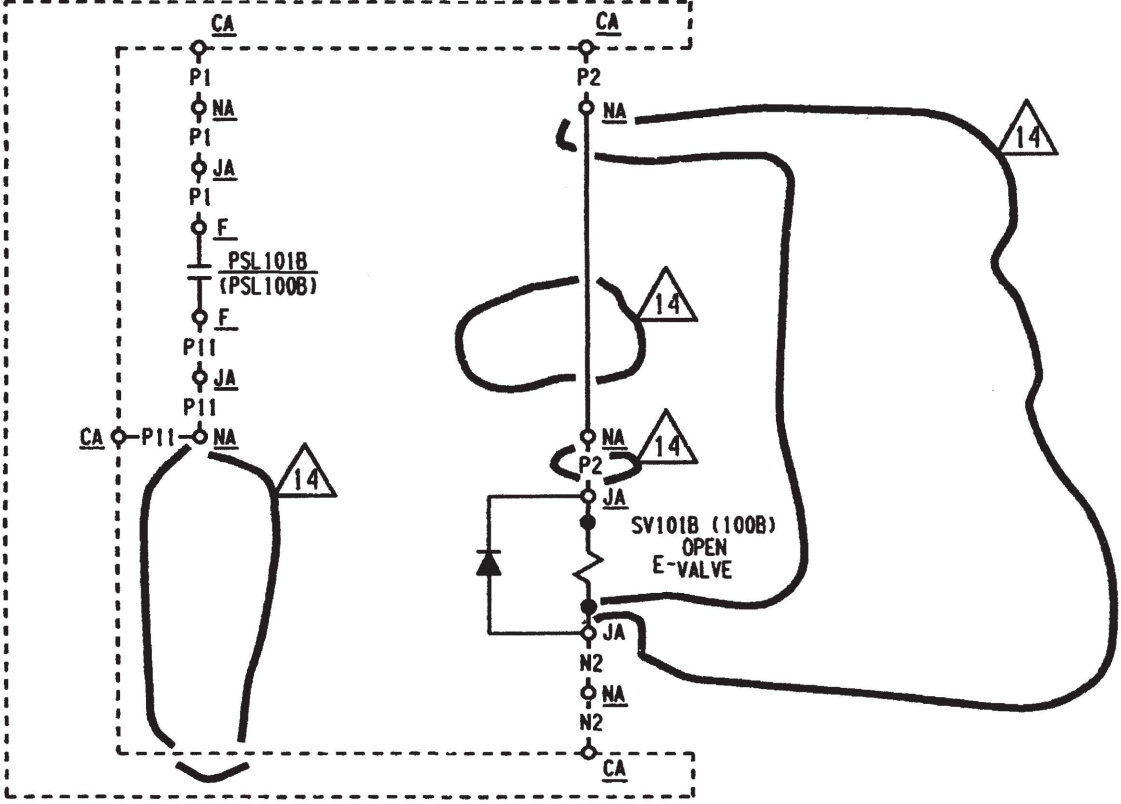 CA
CA
P1
P2
NA
NA
14
P1
JA
P1
F
PSL101B
(PSL100B)
14
F
P11
JA
P11
CA
P11
NA
NA
14
14
P2
JA
SV101B (100B)
OPEN
E-VALVE
JA
N2
NA
N2
CA